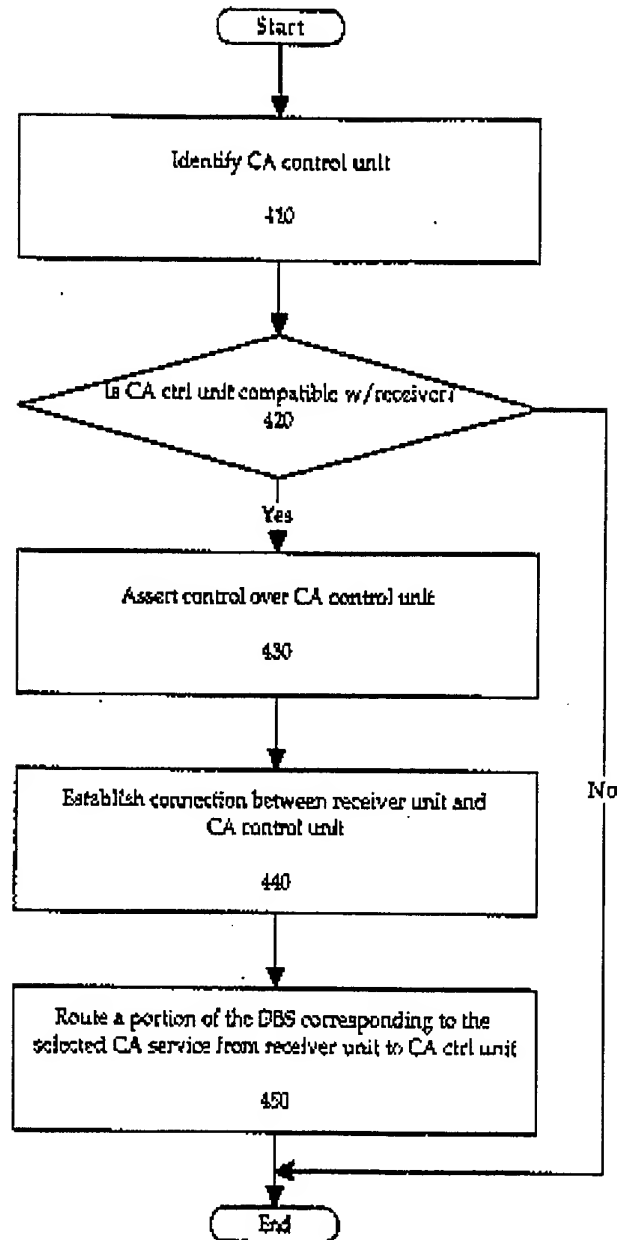 Start
Identify CA control unit
410
Is CA ctrl unit compatible w/receiver?
420
Yes
Assert control over CA control unit
430
Establish connection between receiver unit and
CA control unit
440
No
Route a portion of the DBS corresponding to the
selected CA service from receiver unit to CA ctrl unit
450
End